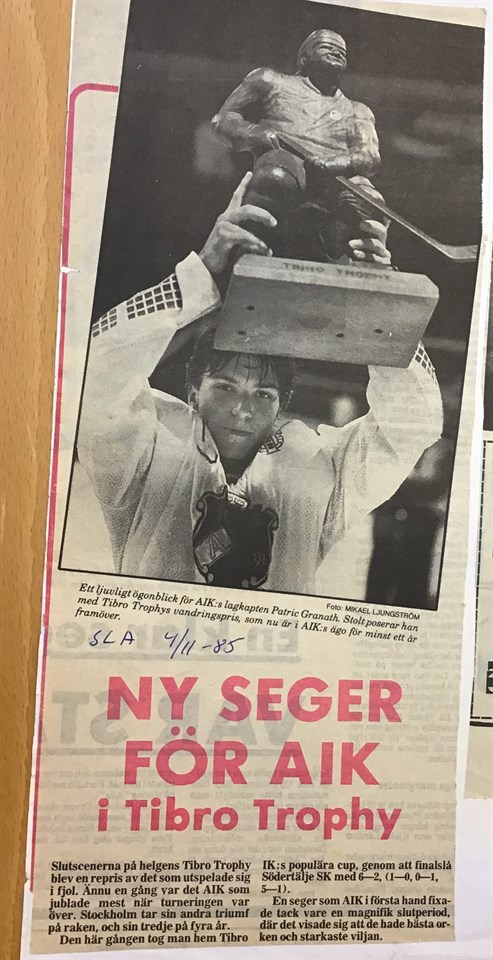 TIBRO TROPHY
Foto: MIKAEL LJUNGSTRÖM
Ett ljuvligt ögonblick för AIK:s lagkapten Patric Granath. Stolt poserar han
med Tibro Trophys vandringspris, som nu är i AIK:s ägo för minst ett år
framöver.
SLA 4/11-85
NY SEGER
FÖR AIK
i Tibro Trophy
Slutscenerna på helgens Tibro Trophy
blev en repris av det som utspelade sig
i fjol. Ännu en gång var det AIK som
jublade mest när turneringen var
över. Stockholm tar sin andra triumf
på raken, och sin tredje på fyra år.
Den här gången tog man hem Tibro
IK:s populära cup, genom att finalslå
Södertälje SK med 6—2, (1—0, 0—1,
5—1).
En seger som AIK i första hand fixa-
de tack vare en magnifik slutperiod,
där det visade sig att de hade bästa or-
ken och starkaste viljan.